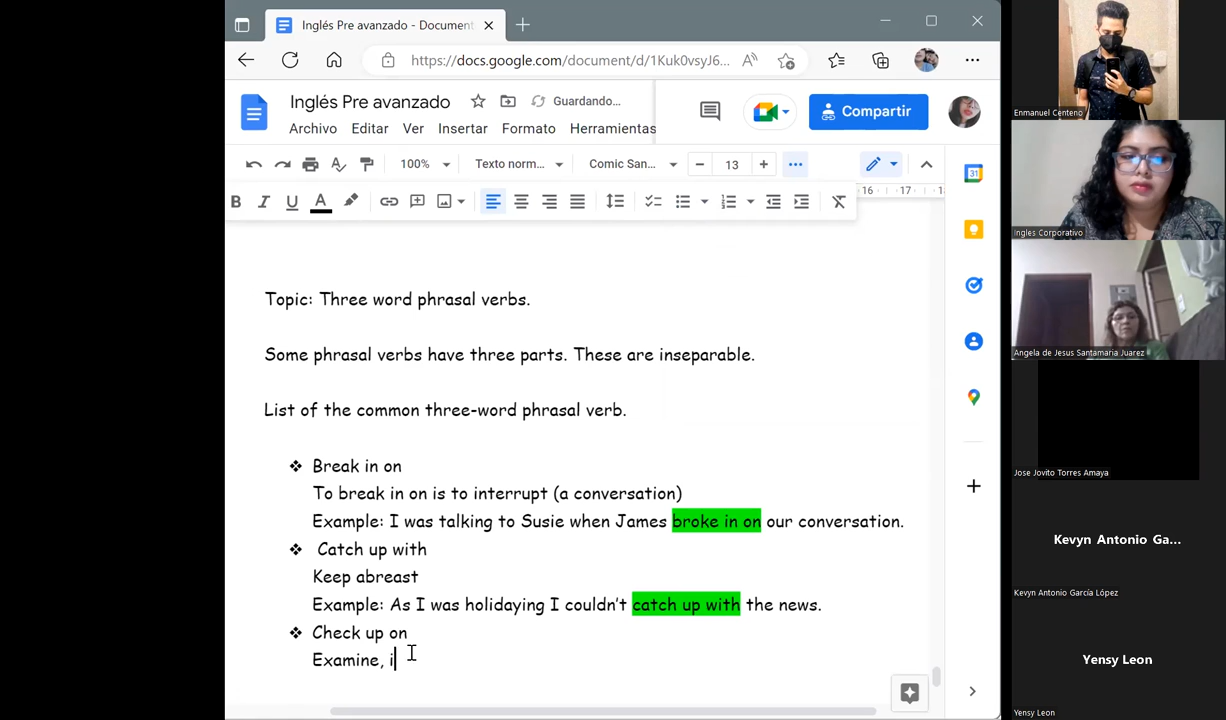 Inglés Pre avanzado - Document
https://docs.google.com/document/d/1Kuk0vsyJ6...
Inglés Pre avanzado
Guardando...
Compartir
Archivo Editar Ver Insertar Formato Herramientas
100% Texto norm... Comic San... 13
16 17
31
Topic: Three word phrasal verbs.
Some phrasal verbs have three parts. These are inseparable.
List of the common three-word phrasal verb.
❖ Break in on
To break in on is to interrupt (a conversation)
Example: I was talking to Susie when James broke in on our conversation.
❖ Catch up with
Keep abreast
Example: As I was holidaying I couldn't catch up with the news.
❖ Check up on
Examine, i
Enmanuel Centeno
Ingles Corporativo
Angela de Jesus Santamaria Juarez
Jose Jovito Torres Amaya
Kevyn Antonio Ga...
Kevyn Antonio García López
Yensy Leon
Yensy Leon